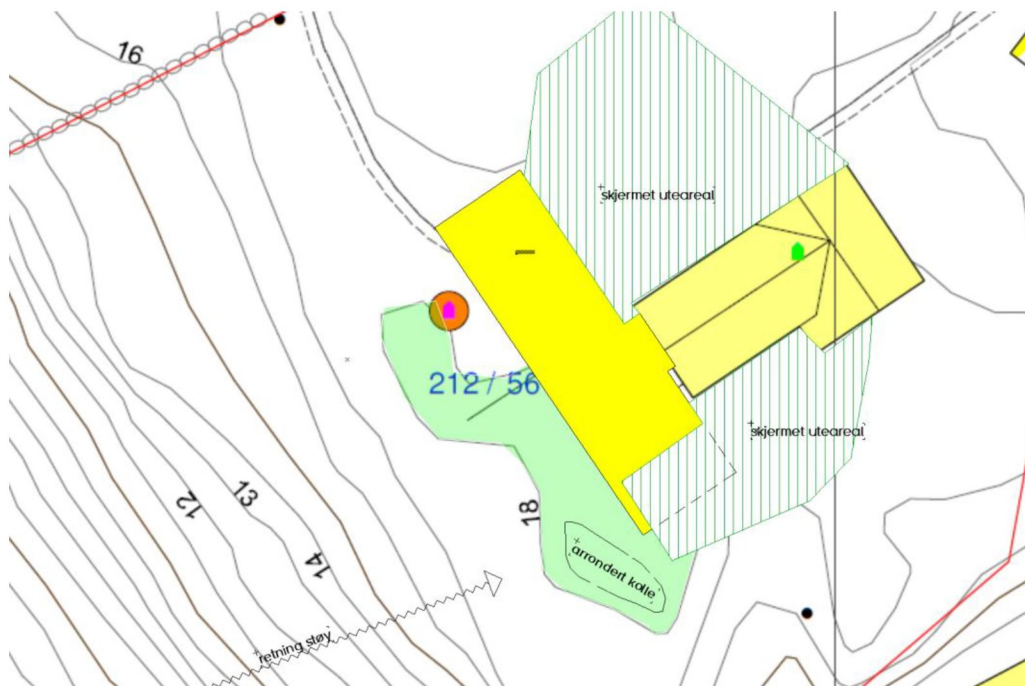 16
skjermet uteareal
212 / 56
skjermet uteareal
12
13
18
14
arrondert kolle
retning støy